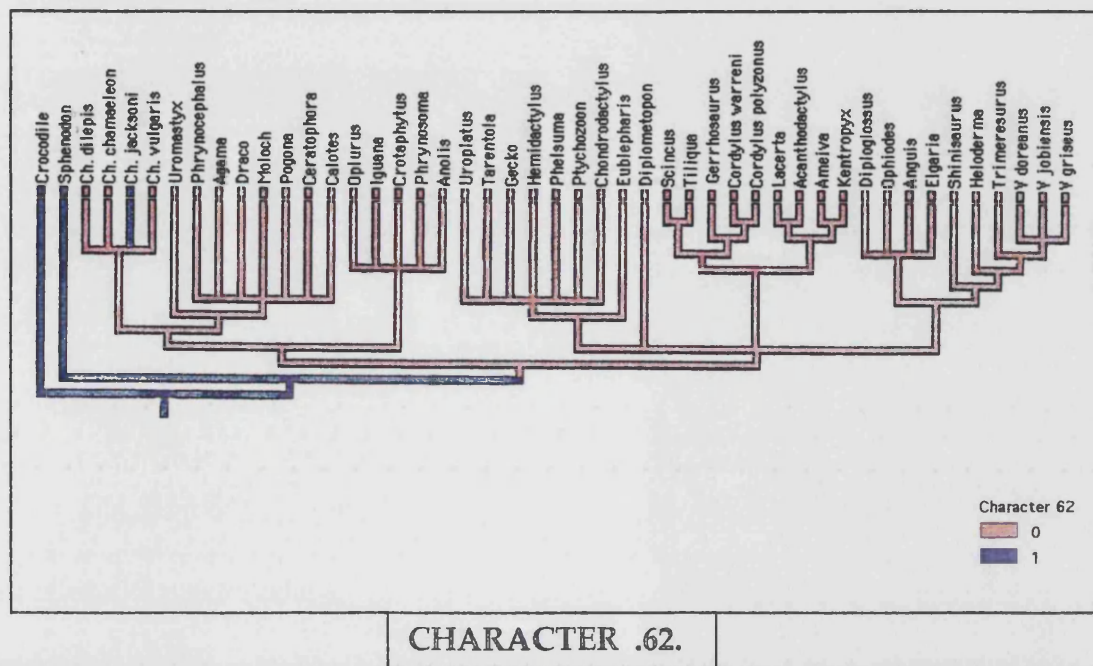 Crocodile
Sphenodon
Ch. dilepis
Ch. chamaeleon
Ch. jacksoni
Ch. vulgaris
Uromastyx
Phrynocephalus
Agama
Draco
Moloch
Pogona
Ceratophora
Calotes
Oplurus
Iguana
Crotaphytus
Phrynosoma
Anolis
Uroplatus
Tarentola
Gecko
Hemidactylus
Phelsuma
Ptychozoon
Chondrodactylus
Eublepharis
Diplometopon
Scincus
Tiliqua
Gerrhosaurus
Cordylus warreni
Cordylus polyzonus
Lacerta
Acanthodactylus
Ameiva
Kentropyx
Diploglossus
Ophiodes
Anguis
Elgaria
Shinisaurus
Heloderma
Trimeresurus
V doreanus
V jobiensis
V griseus
Character 62
0
1
CHARACTER .62.